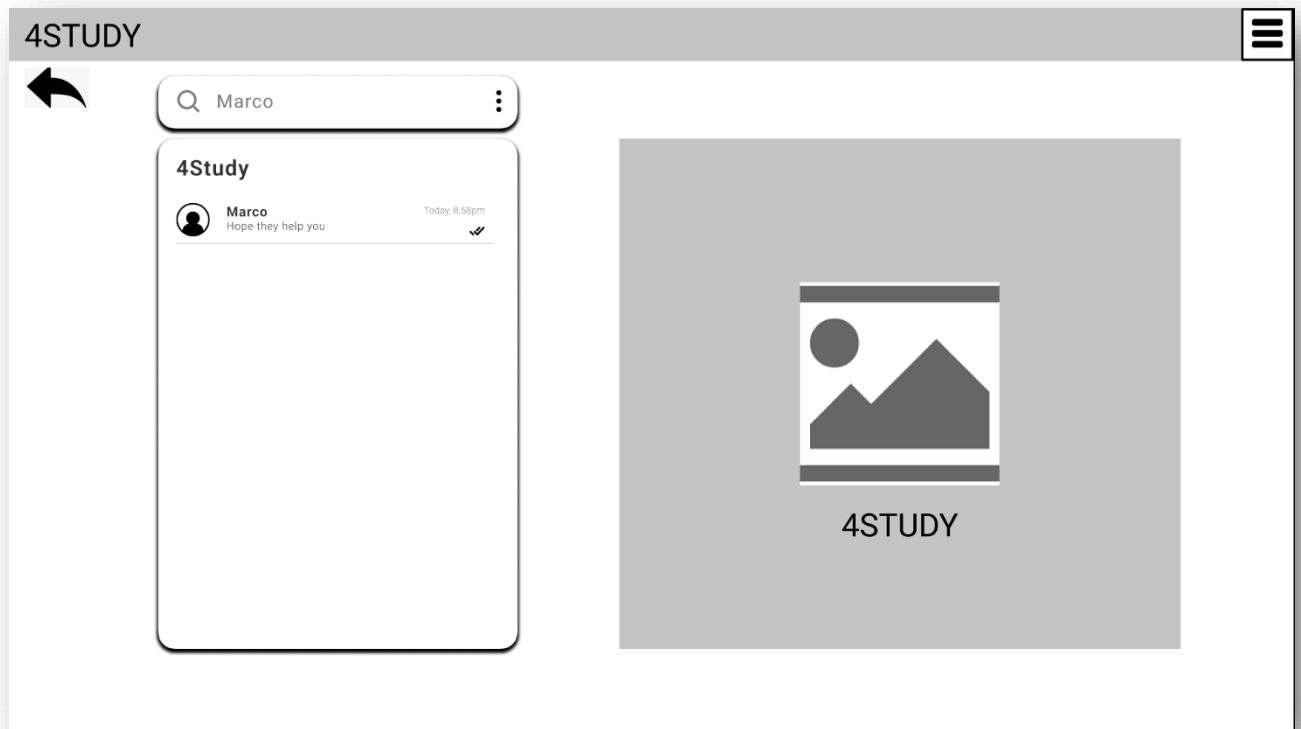 4STUDY
Marco
4Study
Marco
Today, 8.58pm
Hope they help you
4STUDY